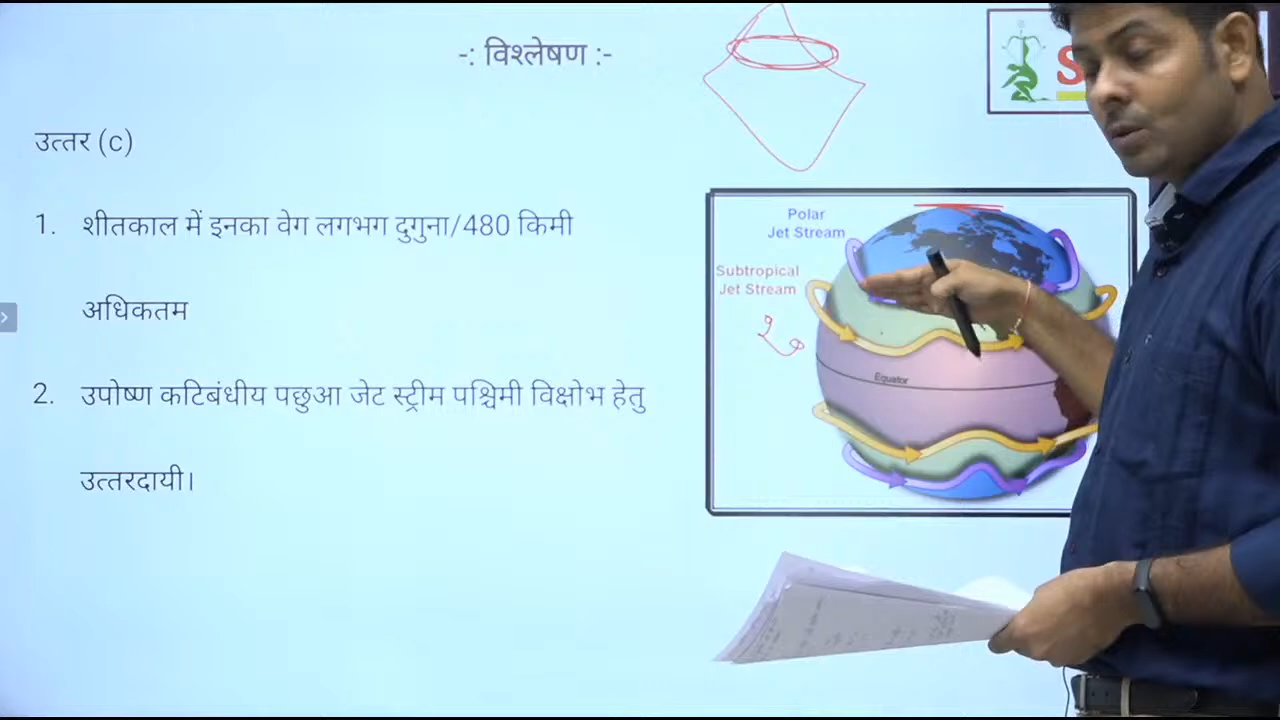 -: विश्लेषण :-
उत्तर (c)
1. शीतकाल में इनका वेग लगभग दुगुना/480 किमी
अधिकतम
2. उपोष्ण कटिबंधीय पछुआ जेट स्ट्रीम पश्चिमी विक्षोभ हेतु
उत्तरदायी।
Polar
Jet Stream
Subtropical
Jet Stream
Equator
S